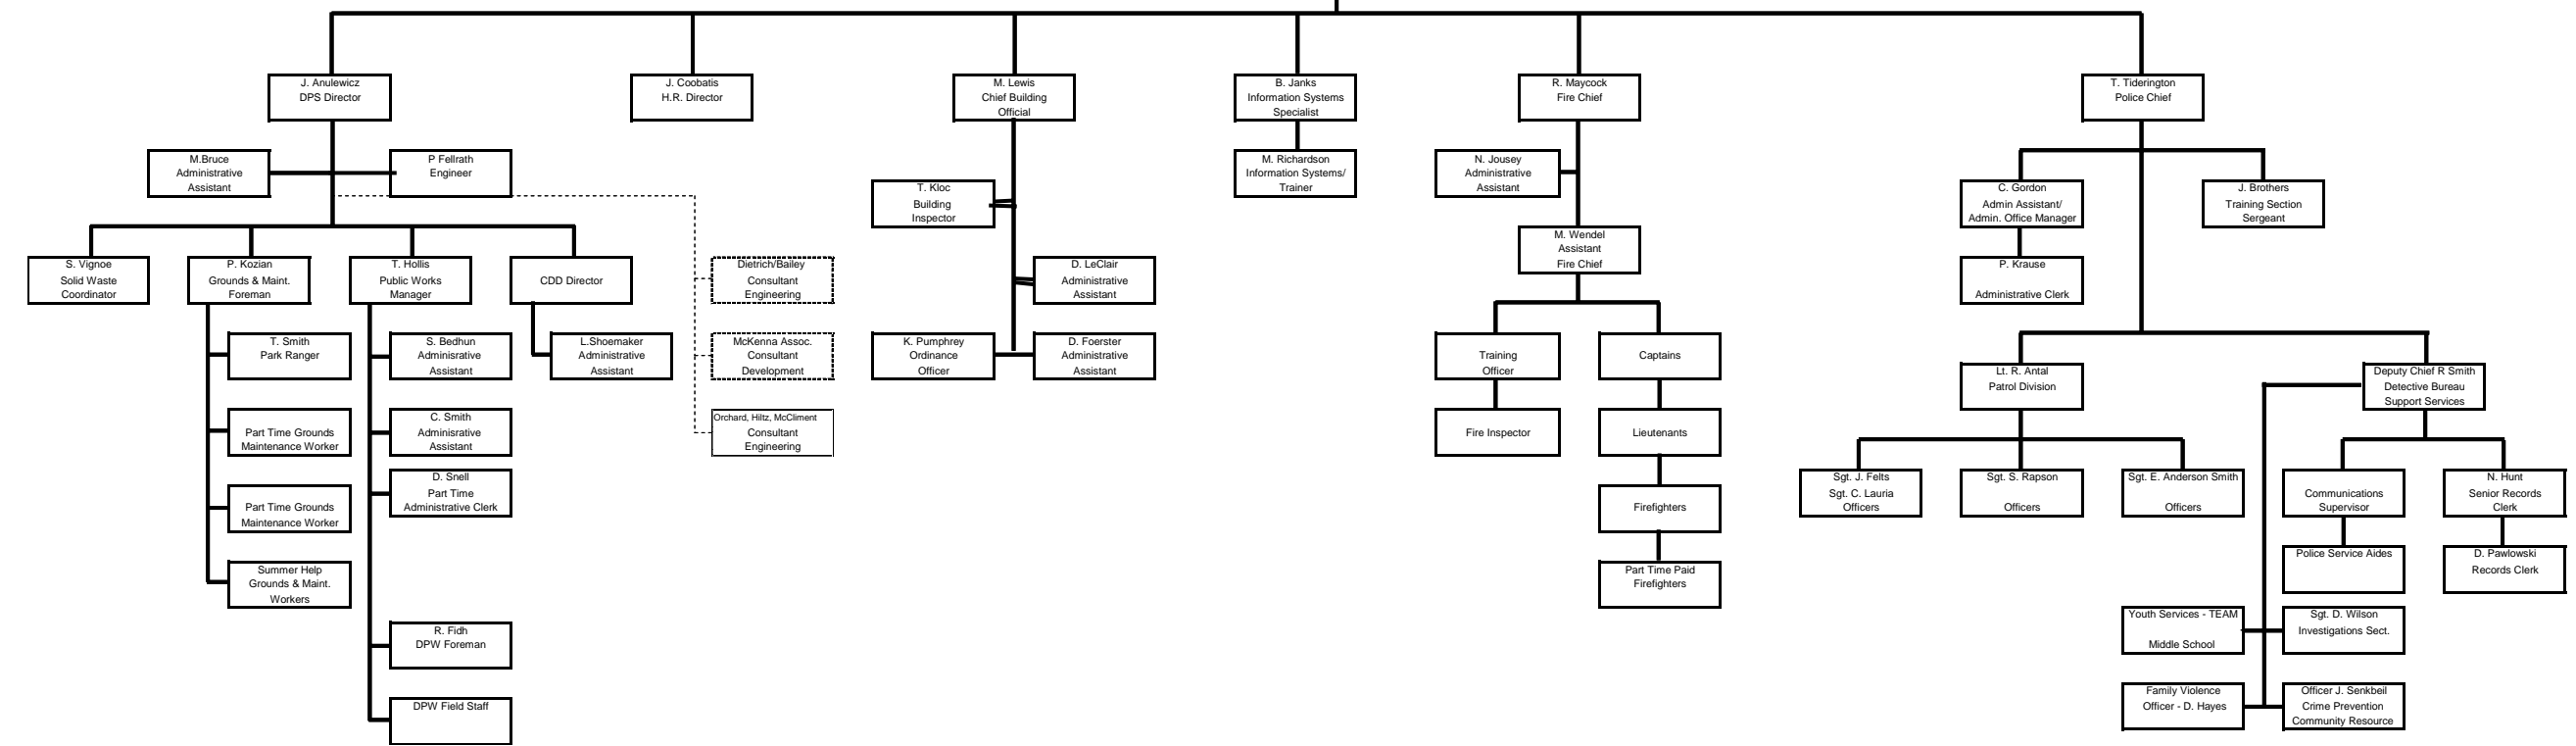 J. Anulewicz
DPS Director
J. Coobatis
H.R. Director
M. Lewis
Chief Building
Official
B. Janks
Information Systems
Specialist
R. Maycock
Fire Chief
T. Tiderington
Police Chief
M.Bruce
Administrative
Assistant
P Fellrath
Engineer
T. Kloc
Building
Inspector
M. Richardson
Information Systems/
Trainer
N. Jousey
Administrative
Assistant
C. Gordon
Admin Assistant/
Admin. Office Manager
J. Brothers
Training Section
Sergeant
M. Wendel
Assistant
Fire Chief
S. Vignoe
Solid Waste
Coordinator
P. Kozian
Grounds & Maint.
Foreman
T. Hollis
Public Works
Manager
CDD Director
Dietrich/Bailey
Consultant
Engineering
D. LeClair
Administrative
Assistant
P. Krause
Administrative Clerk
T. Smith
Park Ranger
S. Bedhun
Adminisrative
Assistant
L.Shoemaker
Administrative
Assistant
McKenna Assoc.
Consultant
Development
K. Pumphrey
Ordinance
Officer
D. Foerster
Administrative
Assistant
Training
Officer
Captains
Lt. R. Antal
Patrol Division
Deputy Chief R Smith
Detective Bureau
Support Services
Part Time Grounds
Maintenance Worker
C. Smith
Adminisrative
Assistant
Orchard, Hiltz, McCliment
Consultant
Engineering
Fire Inspector
Lieutenants
D. Snell
Part Time
Administrative Clerk
Sgt. J. Felts
Sgt. C. Lauria
Officers
Sgt. S. Rapson
Officers
Sgt. E. Anderson Smith
Officers
Communications
Supervisor
N. Hunt
Senior Records
Clerk
Part Time Grounds
Maintenance Worker
Firefighters
Police Service Aides
D. Pawlowski
Records Clerk
Summer Help
Grounds & Maint.
Workers
Part Time Paid
Firefighters
R. Fidh
DPW Foreman
Youth Services - TEAM
Middle School
Sgt. D. Wilson
Investigations Sect.
DPW Field Staff
Family Violence
Officer - D. Hayes
Officer J. Senkbeil
Crime Prevention
Community Resource